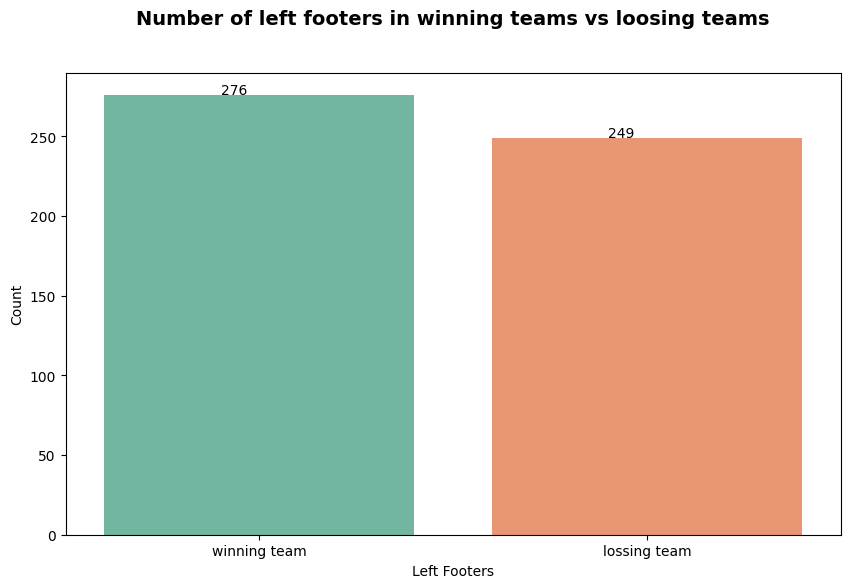 Number of left footers in winning teams vs loosing teams
276
249
250
200
150
100
50
0
Count
winning team
lossing team
Left Footers